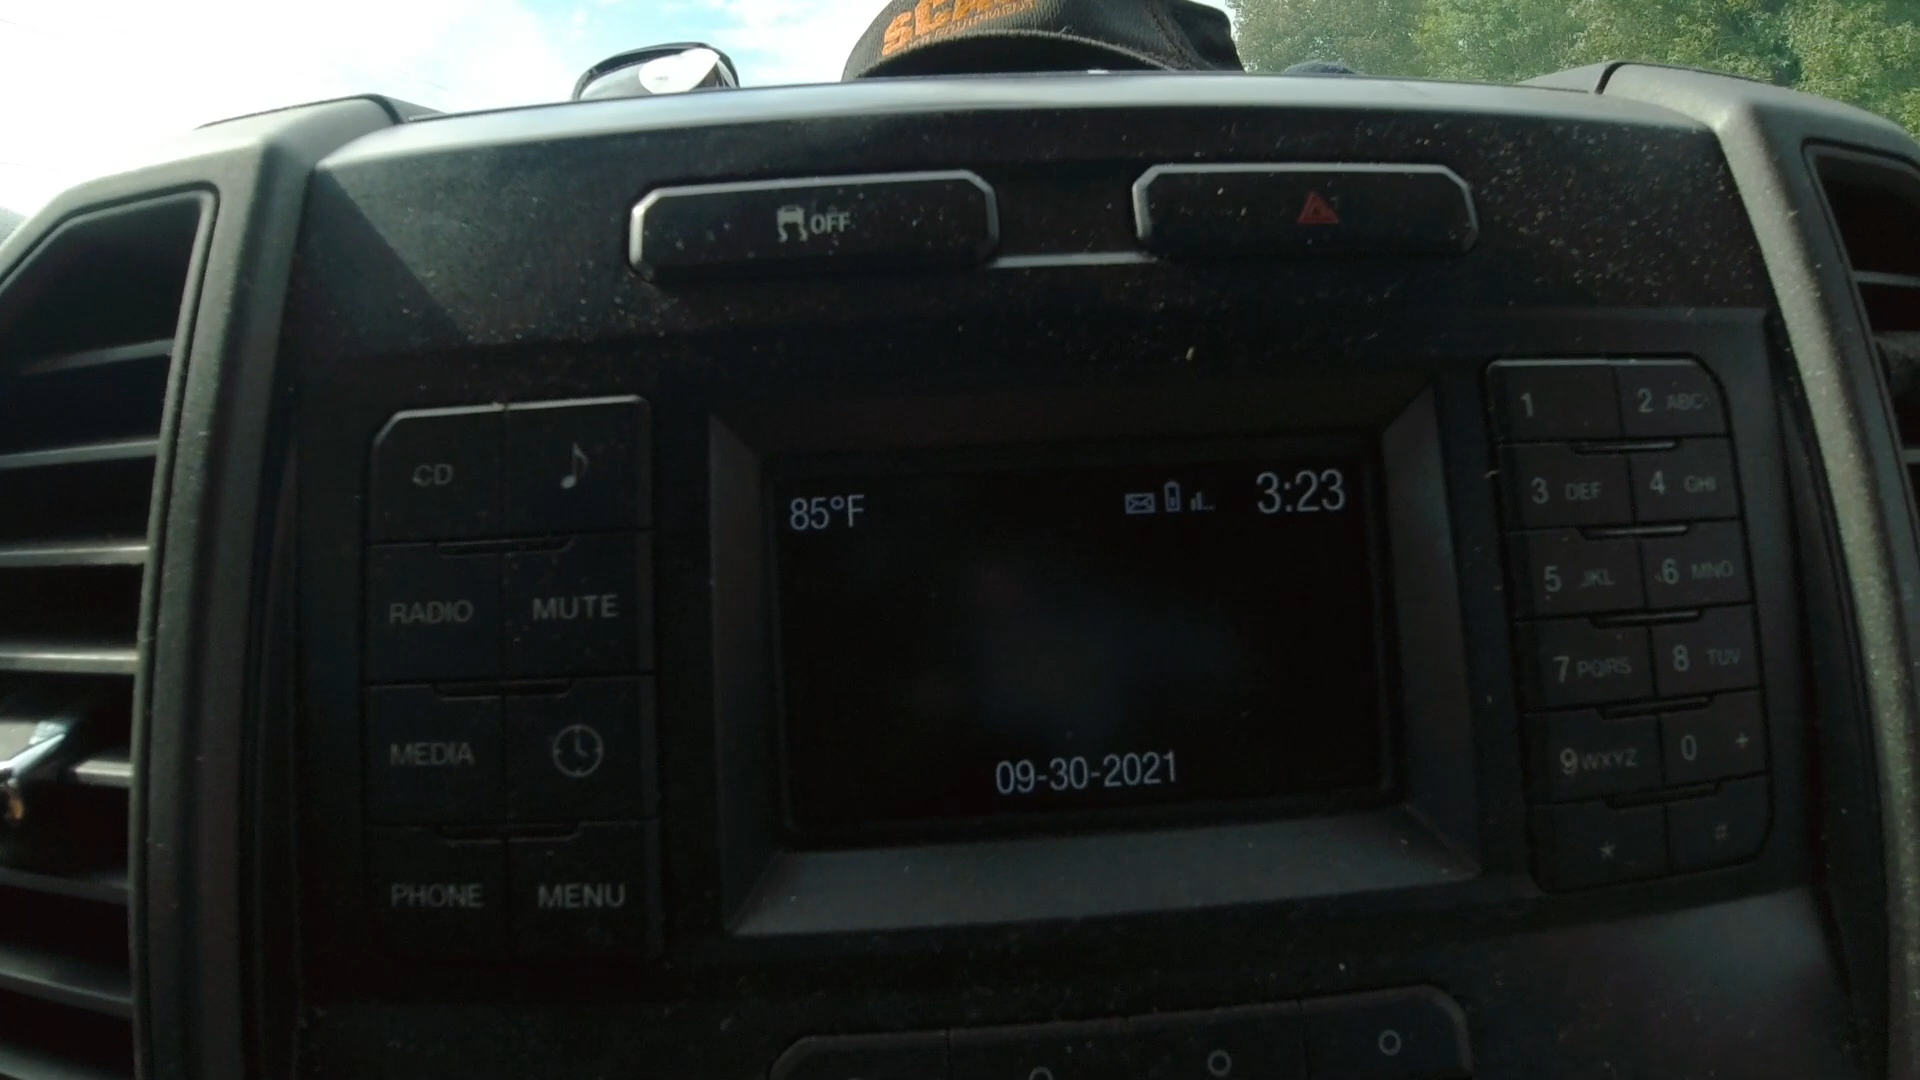 OFF
CD
RADIO MUTE
MEDIA
PHONE MENU
85°F 3:23
09-30-2021
1 2 ABC
3 DEF 4 GHI
5 JKL 6 MNO
7 PQRS 8 TUV
9 WXYZ 0 +
* #